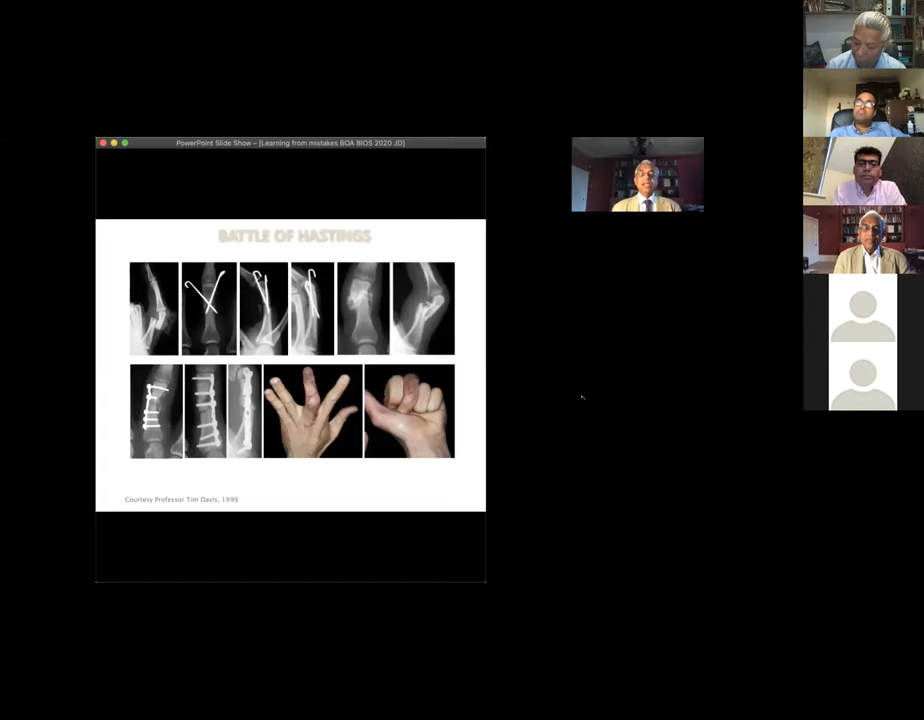 PowerPoint Slide Show – [Learning from mistakes BOA BIOS 2020 JD]
BATTLE OF HASTINGS
Courtesy Professor Tim Davis, 1999